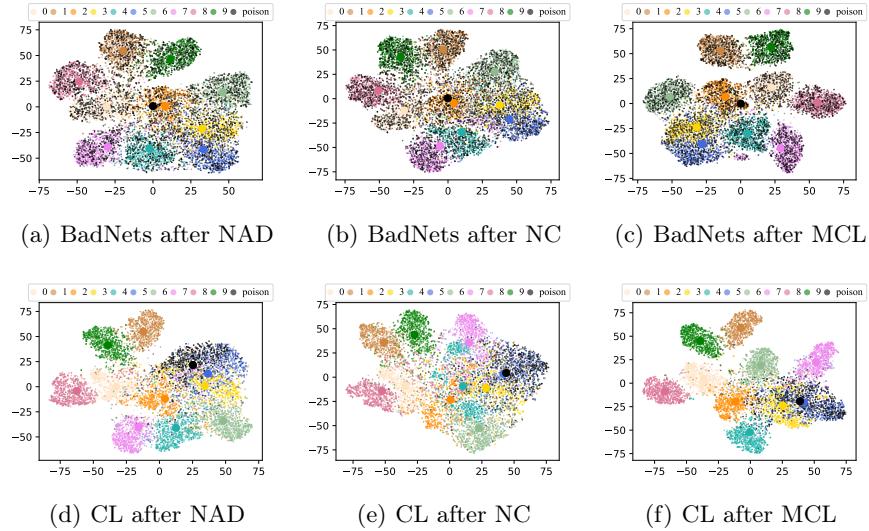 0 1 2 3 4 5 6 7 8 9 poison
75
50
25
0
−25
−50
−75 −50 −25 0 25 50
(a) BadNets after NAD
0 1 2 3 4 5 6 7 8 9 poison
75
50
25
0
−25
−50
−75 −50 −25 0 25 50 75
(b) BadNets after NC
0 1 2 3 4 5 6 7 8 9 poison
75
50
25
0
−25
−50
−75 −50 −25 0 25 50 75
(c) BadNets after MCL
0 1 2 3 4 5 6 7 8 9 poison
75
50
25
0
−25
−50
−75 −50 −25 0 25 50 75
(d) CL after NAD
0 1 2 3 4 5 6 7 8 9 poison
100
75
50
25
0
−25
−50
−75
−75 −50 −25 0 25 50 75
(e) CL after NC
0 1 2 3 4 5 6 7 8 9 poison
75
50
25
0
−25
−50
−75 −50 −25 0 25 50 75
(f) CL after MCL